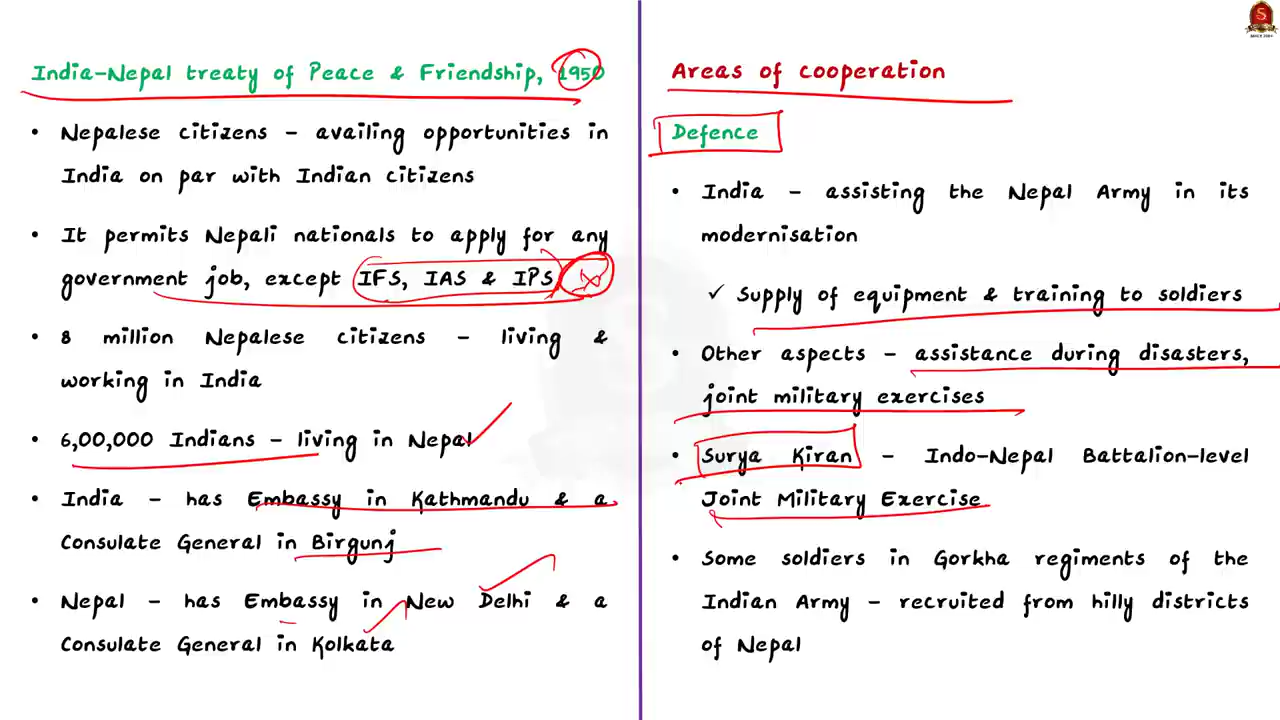 India-Nepal treaty of Peace & Friendship, 1950
• Nepalese citizens – availing opportunities in
India on par with Indian citizens
• It permits Nepali nationals to apply for any
government job, except IFS, IAS & IPS
• 8 million Nepalese citizens – living &
working in India
• 6,00,000 Indians – living in Nepal
• India – has Embassy in Kathmandu & a
Consulate General in Birgunj
• Nepal – has Embassy in New Delhi & a
Consulate General in Kolkata
Areas of cooperation
Defence
• India – assisting the Nepal Army in its
modernisation
✓ Supply of equipment & training to soldiers
• Other aspects – assistance during disasters,
joint military exercises
• Surya Kiran – Indo-Nepal Battalion-level
Joint Military Exercise
• Some soldiers in Gorkha regiments of the
Indian Army – recruited from hilly districts
of Nepal